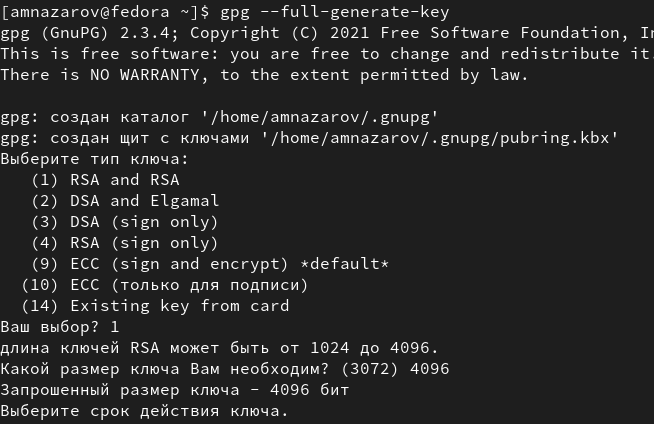 [amnazarov@fedora ~]$ gpg --full-generate-key
gpg (GnuPG) 2.3.4; Copyright (C) 2021 Free Software Foundation, In
This is free software: you are free to change and redistribute it.
There is NO WARRANTY, to the extent permitted by law.
gpg: создан каталог '/home/amnazarov/.gnupg'
gpg: создан щит с ключами '/home/amnazarov/.gnupg/pubring.kbx'
Выберите тип ключа:
(1) RSA and RSA
(2) DSA and Elgamal
(3) DSA (sign only)
(4) RSA (sign only)
(9) ECC (sign and encrypt) *default*
(10) ECC (только для подписи)
(14) Existing key from card
Ваш выбор? 1
длина ключей RSA может быть от 1024 до 4096.
Какой размер ключа Вам необходим? (3072) 4096
Запрошенный размер ключа - 4096 бит
Выберите срок действия ключа.